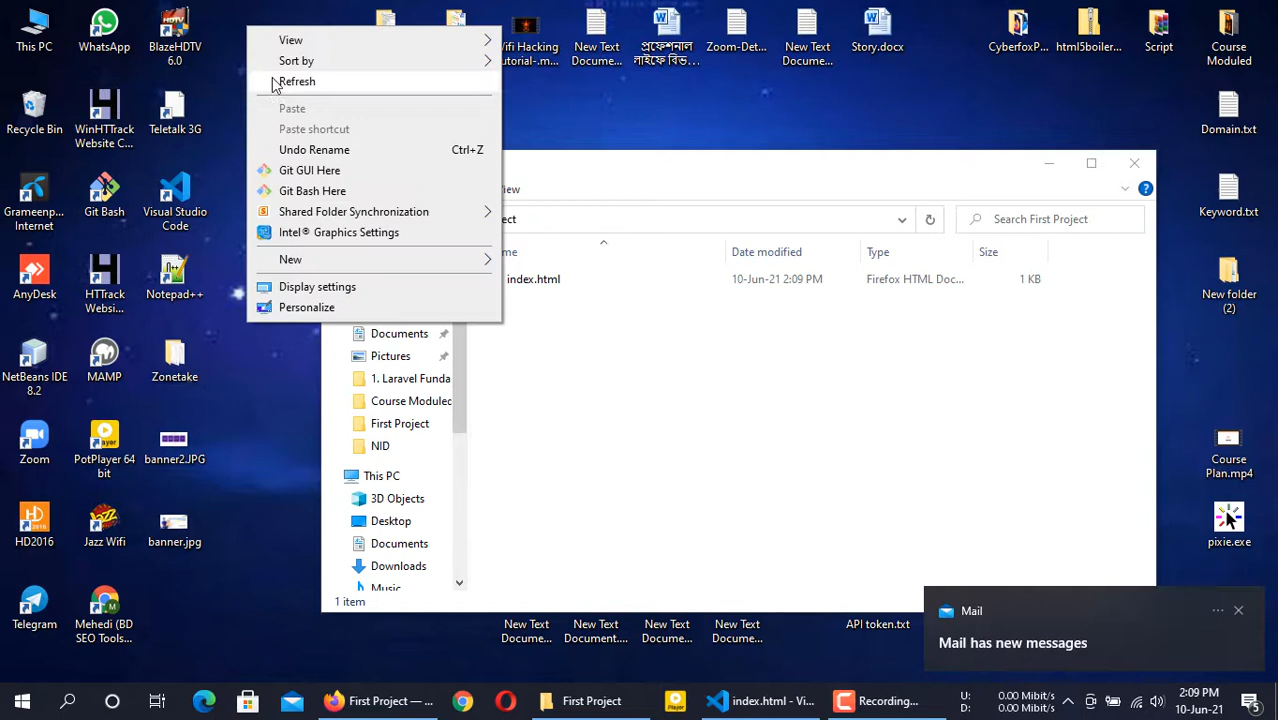 This PC
WhatsApp
BlazeHDTV
6.0
New Text
Docume...
প্রফেশনাল
Zoom-Det...
New Text
Docume...
Story.docx
CyberfoxP...
html5boiler...
Script
Course
Moduled
View
Sort by
Refresh
Paste
Paste shortcut
Undo Rename Ctrl+Z
Git GUI Here
Git Bash Here
Shared Folder Synchronization
Intel® Graphics Settings
New
Display settings
Personalize
Recycle Bin
WinHTTrack
Website C...
Teletalk 3G
Domain.txt
Grameenp...
Internet
Git Bash
Visual Studio
Code
Keyword.txt
AnyDesk
HTTrack
Websi...
Notepad++
New folder
(2)
NetBeans IDE
8.2
MAMP
Zonetake
Zoom
PotPlayer 64
bit
banner2.JPG
Course
Plan.mp4
HD2016
Jazz Wifi
banner.jpg
pixie.exe
Telegram
Mehedi (BD
SEO Tools...
Search First Project
Date modified Type Size
index.html 10-Jun-21 2:09 PM Firefox HTML Doc... 1 KB
Documents
Pictures
1. Laravel Funda
Course Moduled
First Project
NID
This PC
3D Objects
Desktop
Documents
Downloads
Music
1 item
New Text
Docume...
New Text
Document....
New Text
Docume...
New Text
Docume...
API token.txt
Mail
Mail has new messages
First Project — ...
First Project
index.html - Vi...
Recording...
U: 0.00 Mibit/s
D: 0.00 Mibit/s
2:09 PM
10-Jun-21
5